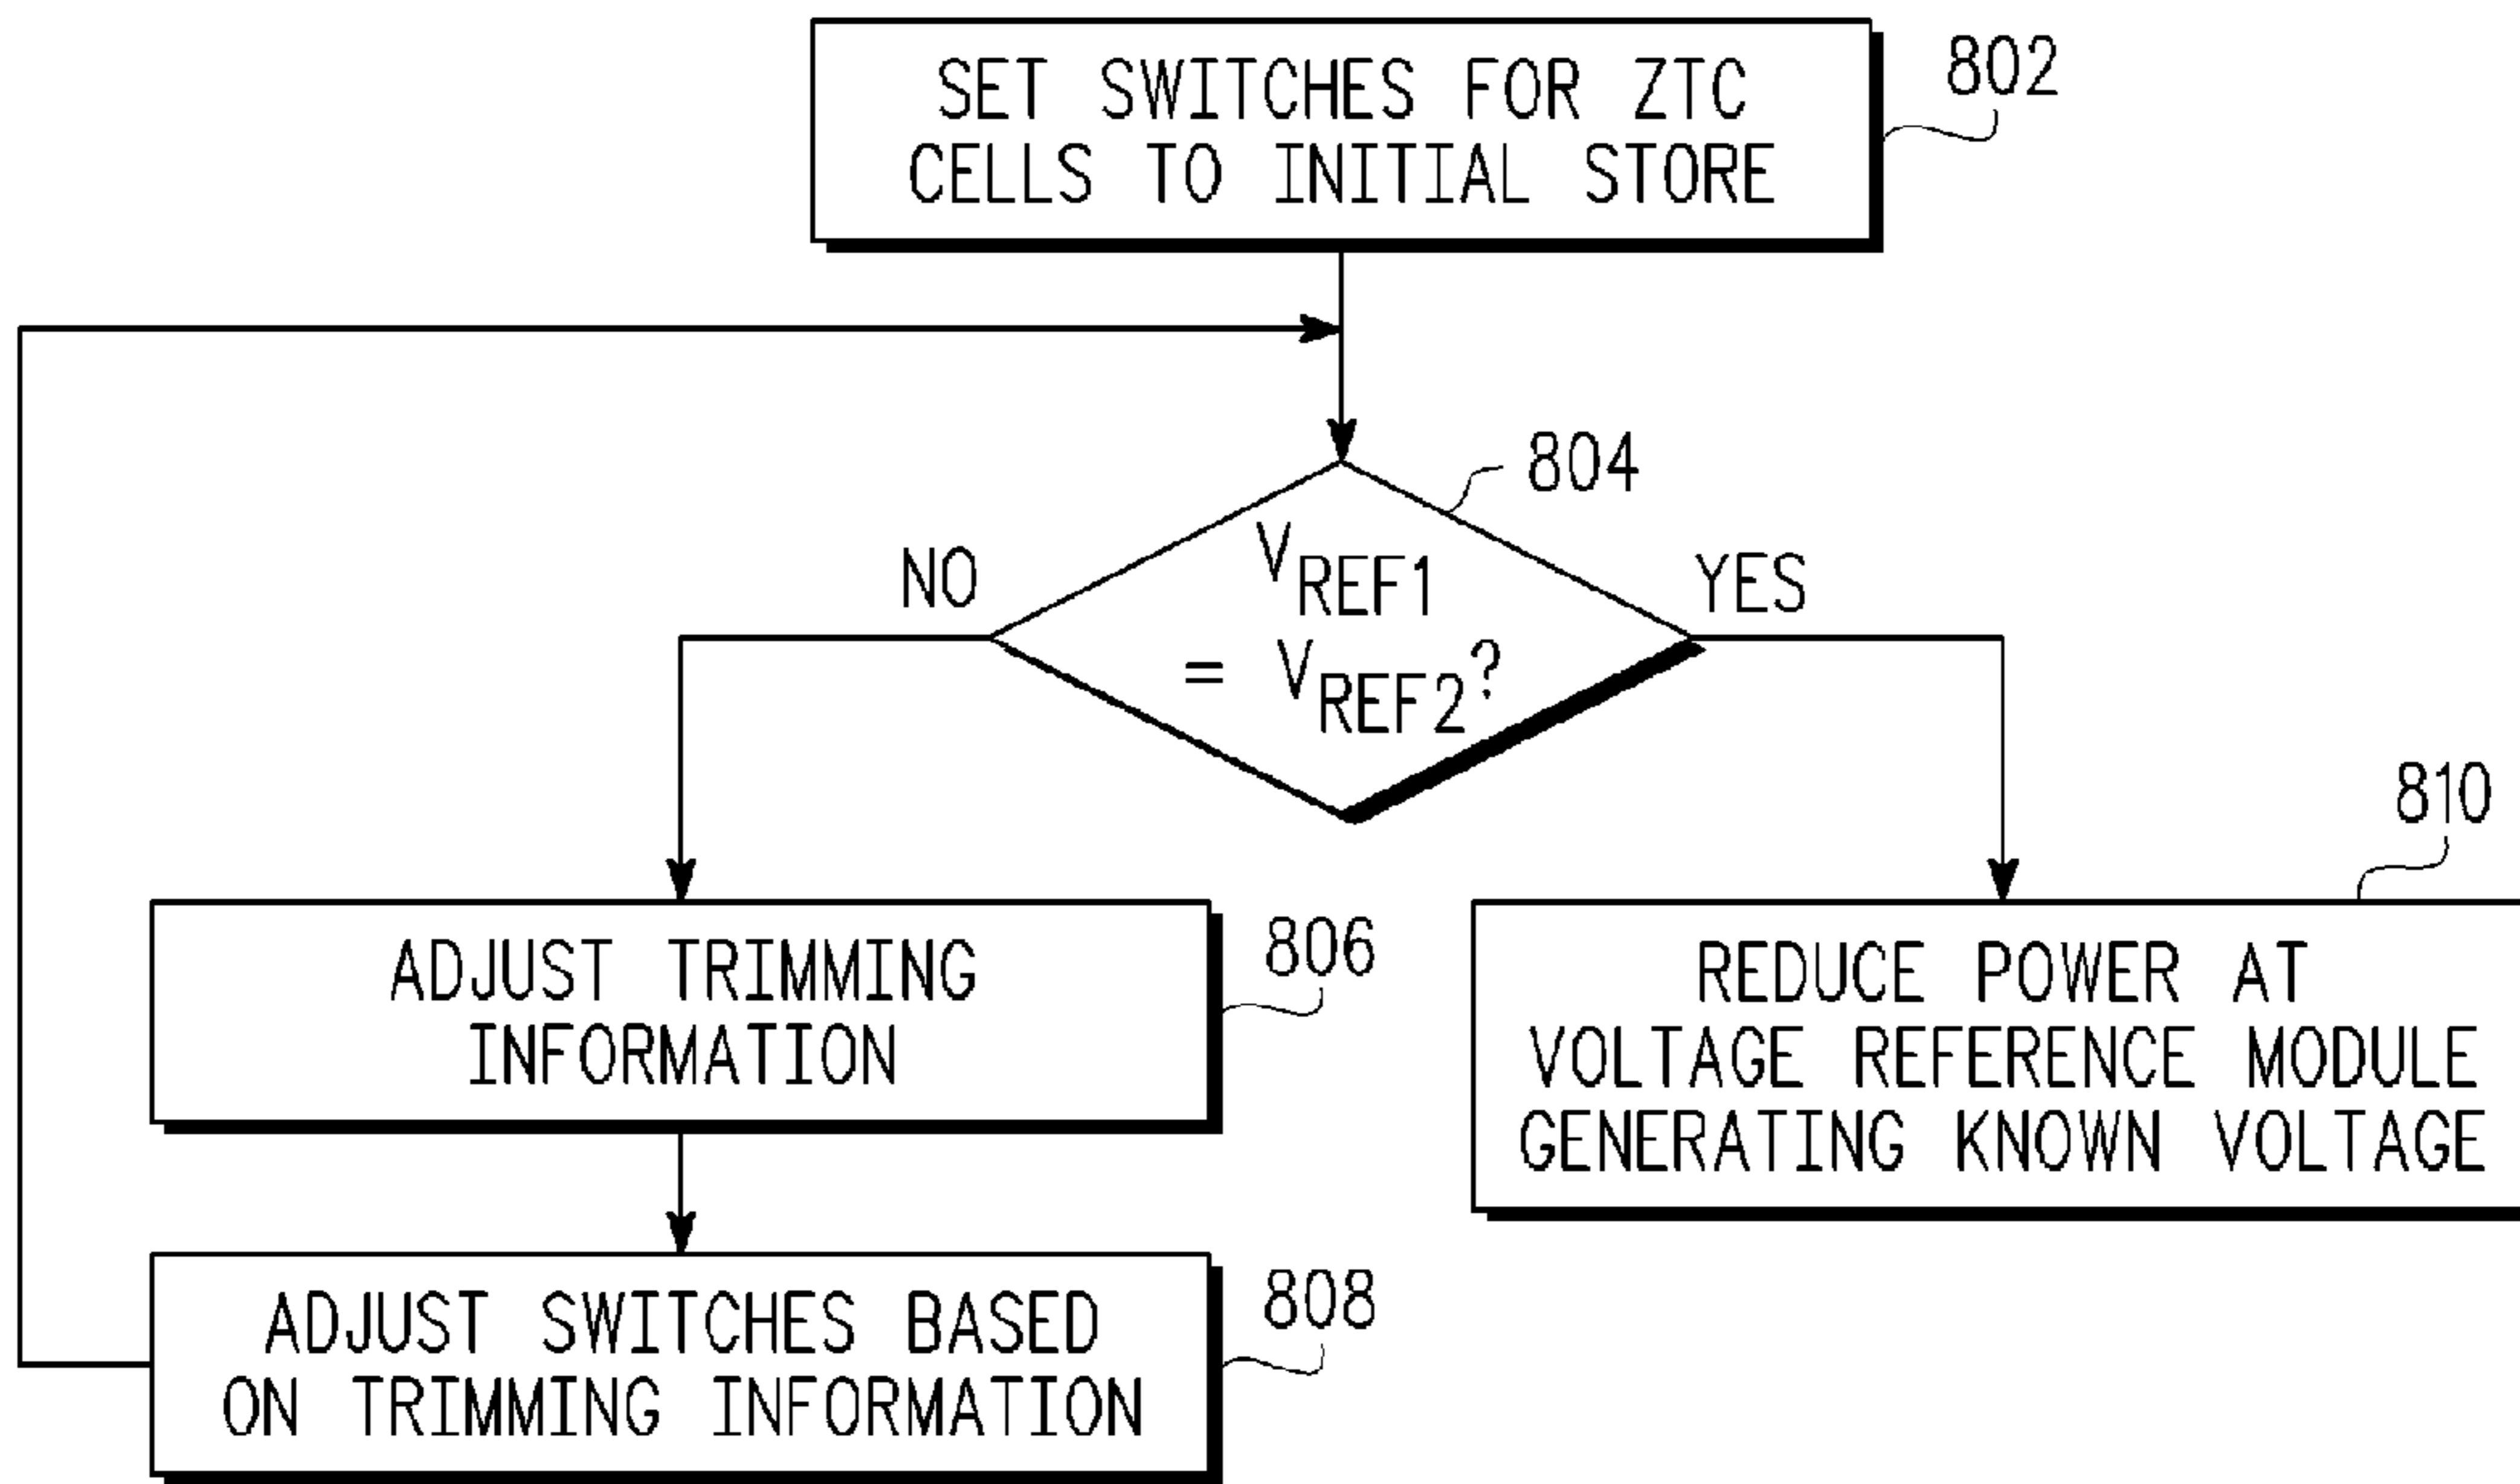 SET SWITCHES FOR ZTC
CELLS TO INITIAL STORE
802
804
V REF1
= V REF2?
NO
YES
810
ADJUST TRIMMING
INFORMATION
806
REDUCE POWER AT
VOLTAGE REFERENCE MODULE
GENERATING KNOWN VOLTAGE
ADJUST SWITCHES BASED
ON TRIMMING INFORMATION
808